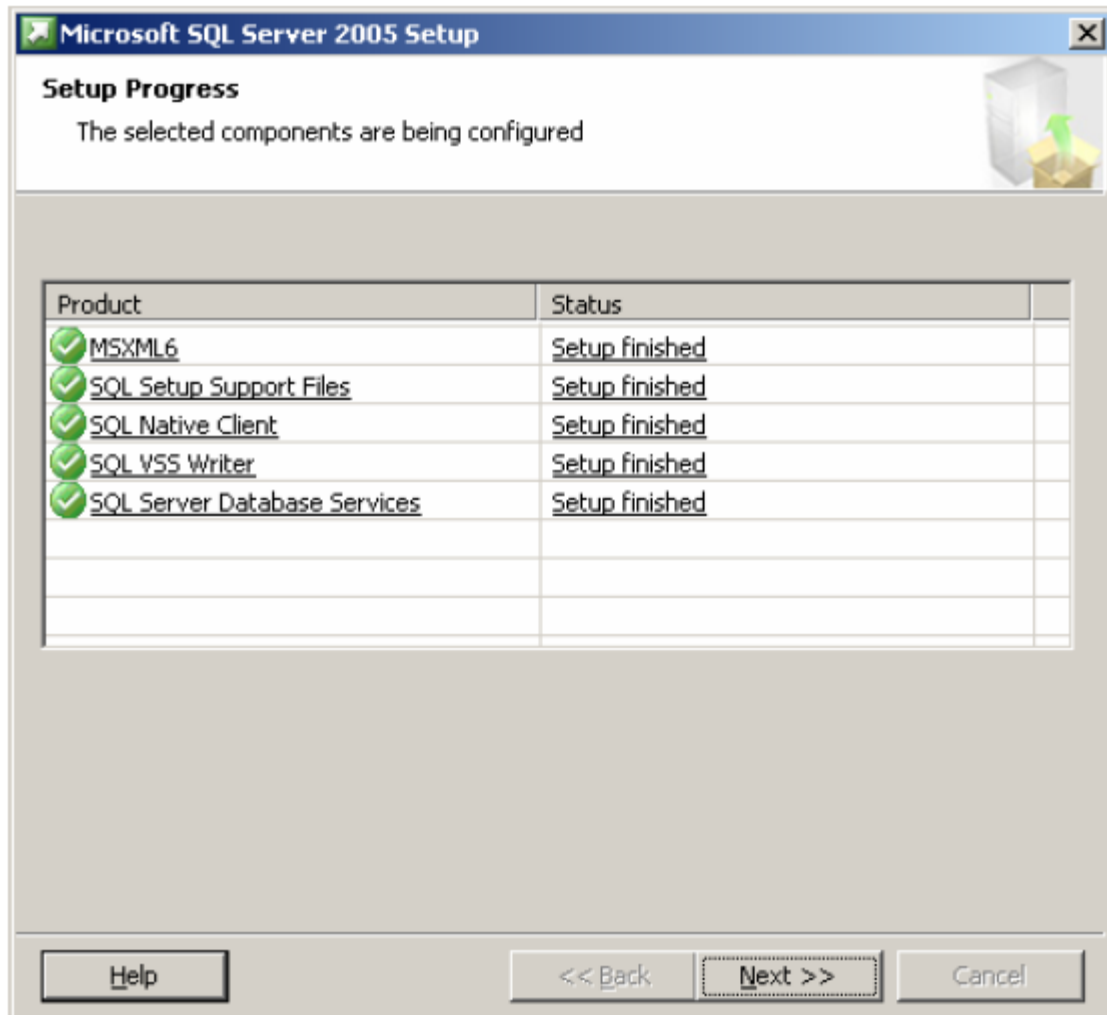 Microsoft SQL Server 2005 Setup
Setup Progress
The selected components are being configured
Product Status
MSXML6 Setup finished
SQL Setup Support Files Setup finished
SQL Native Client Setup finished
SQL VSS Writer Setup finished
SQL Server Database Services Setup finished
Help << Back Next >> Cancel